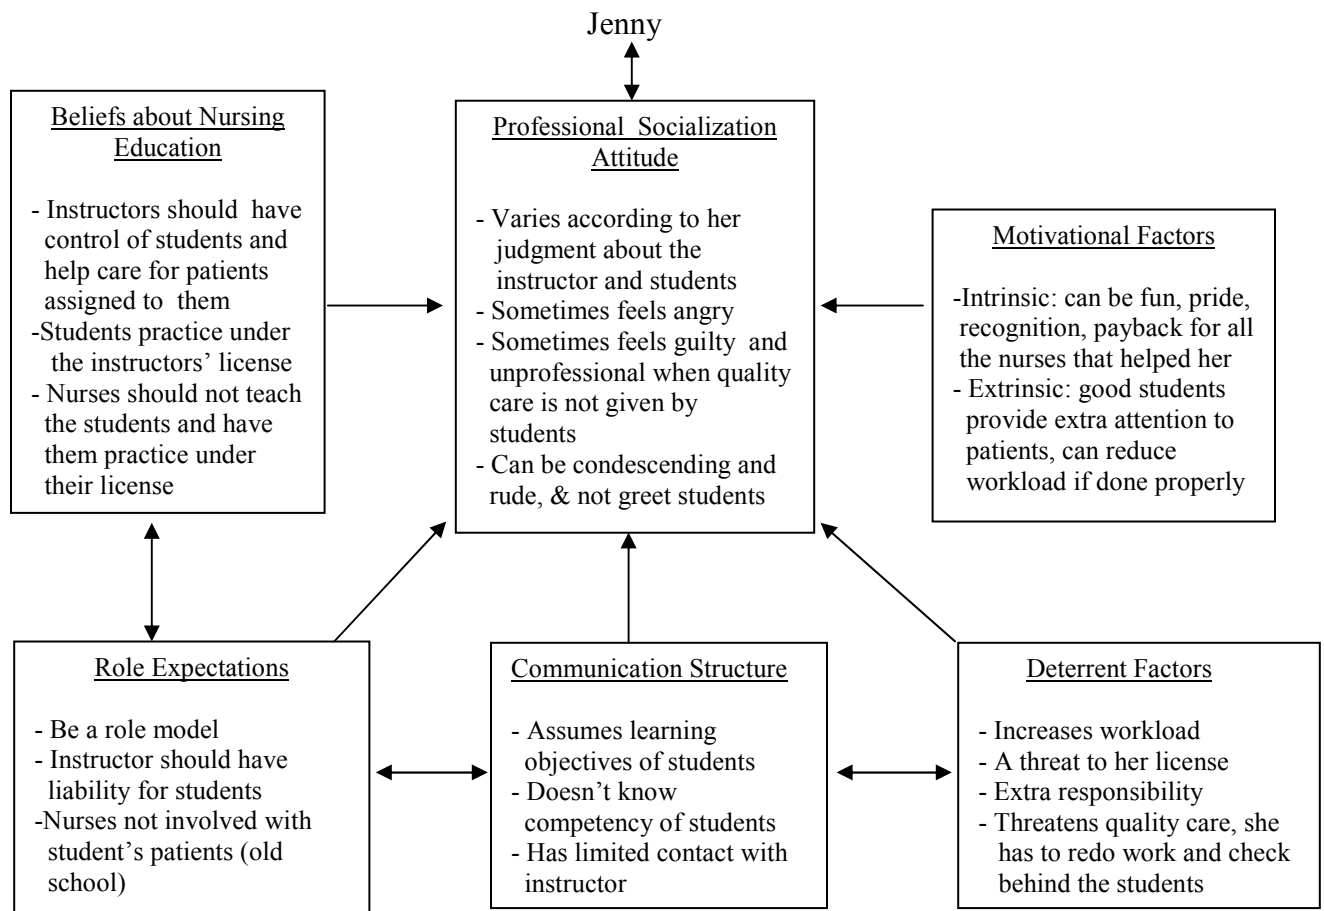 Jenny
Beliefs about Nursing
Education
- Instructors should have
control of students and
help care for patients
assigned to them
-Students practice under
the instructors’ license
- Nurses should not teach
the students and have
them practice under
their license
Professional Socialization
Attitude
- Varies according to her
judgment about the
instructor and students
- Sometimes feels angry
- Sometimes feels guilty and
unprofessional when quality
care is not given by
students
- Can be condescending and
rude, & not greet students
Motivational Factors
-Intrinsic: can be fun, pride,
recognition, payback for all
the nurses that helped her
- Extrinsic: good students
provide extra attention to
patients, can reduce
workload if done properly
Role Expectations
- Be a role model
- Instructor should have
liability for students
-Nurses not involved with
student’s patients (old
school)
Communication Structure
- Assumes learning
objectives of students
- Doesn’t know
competency of students
- Has limited contact with
instructor
Deterrent Factors
- Increases workload
- A threat to her license
- Extra responsibility
- Threatens quality care, she
has to redo work and check
behind the students